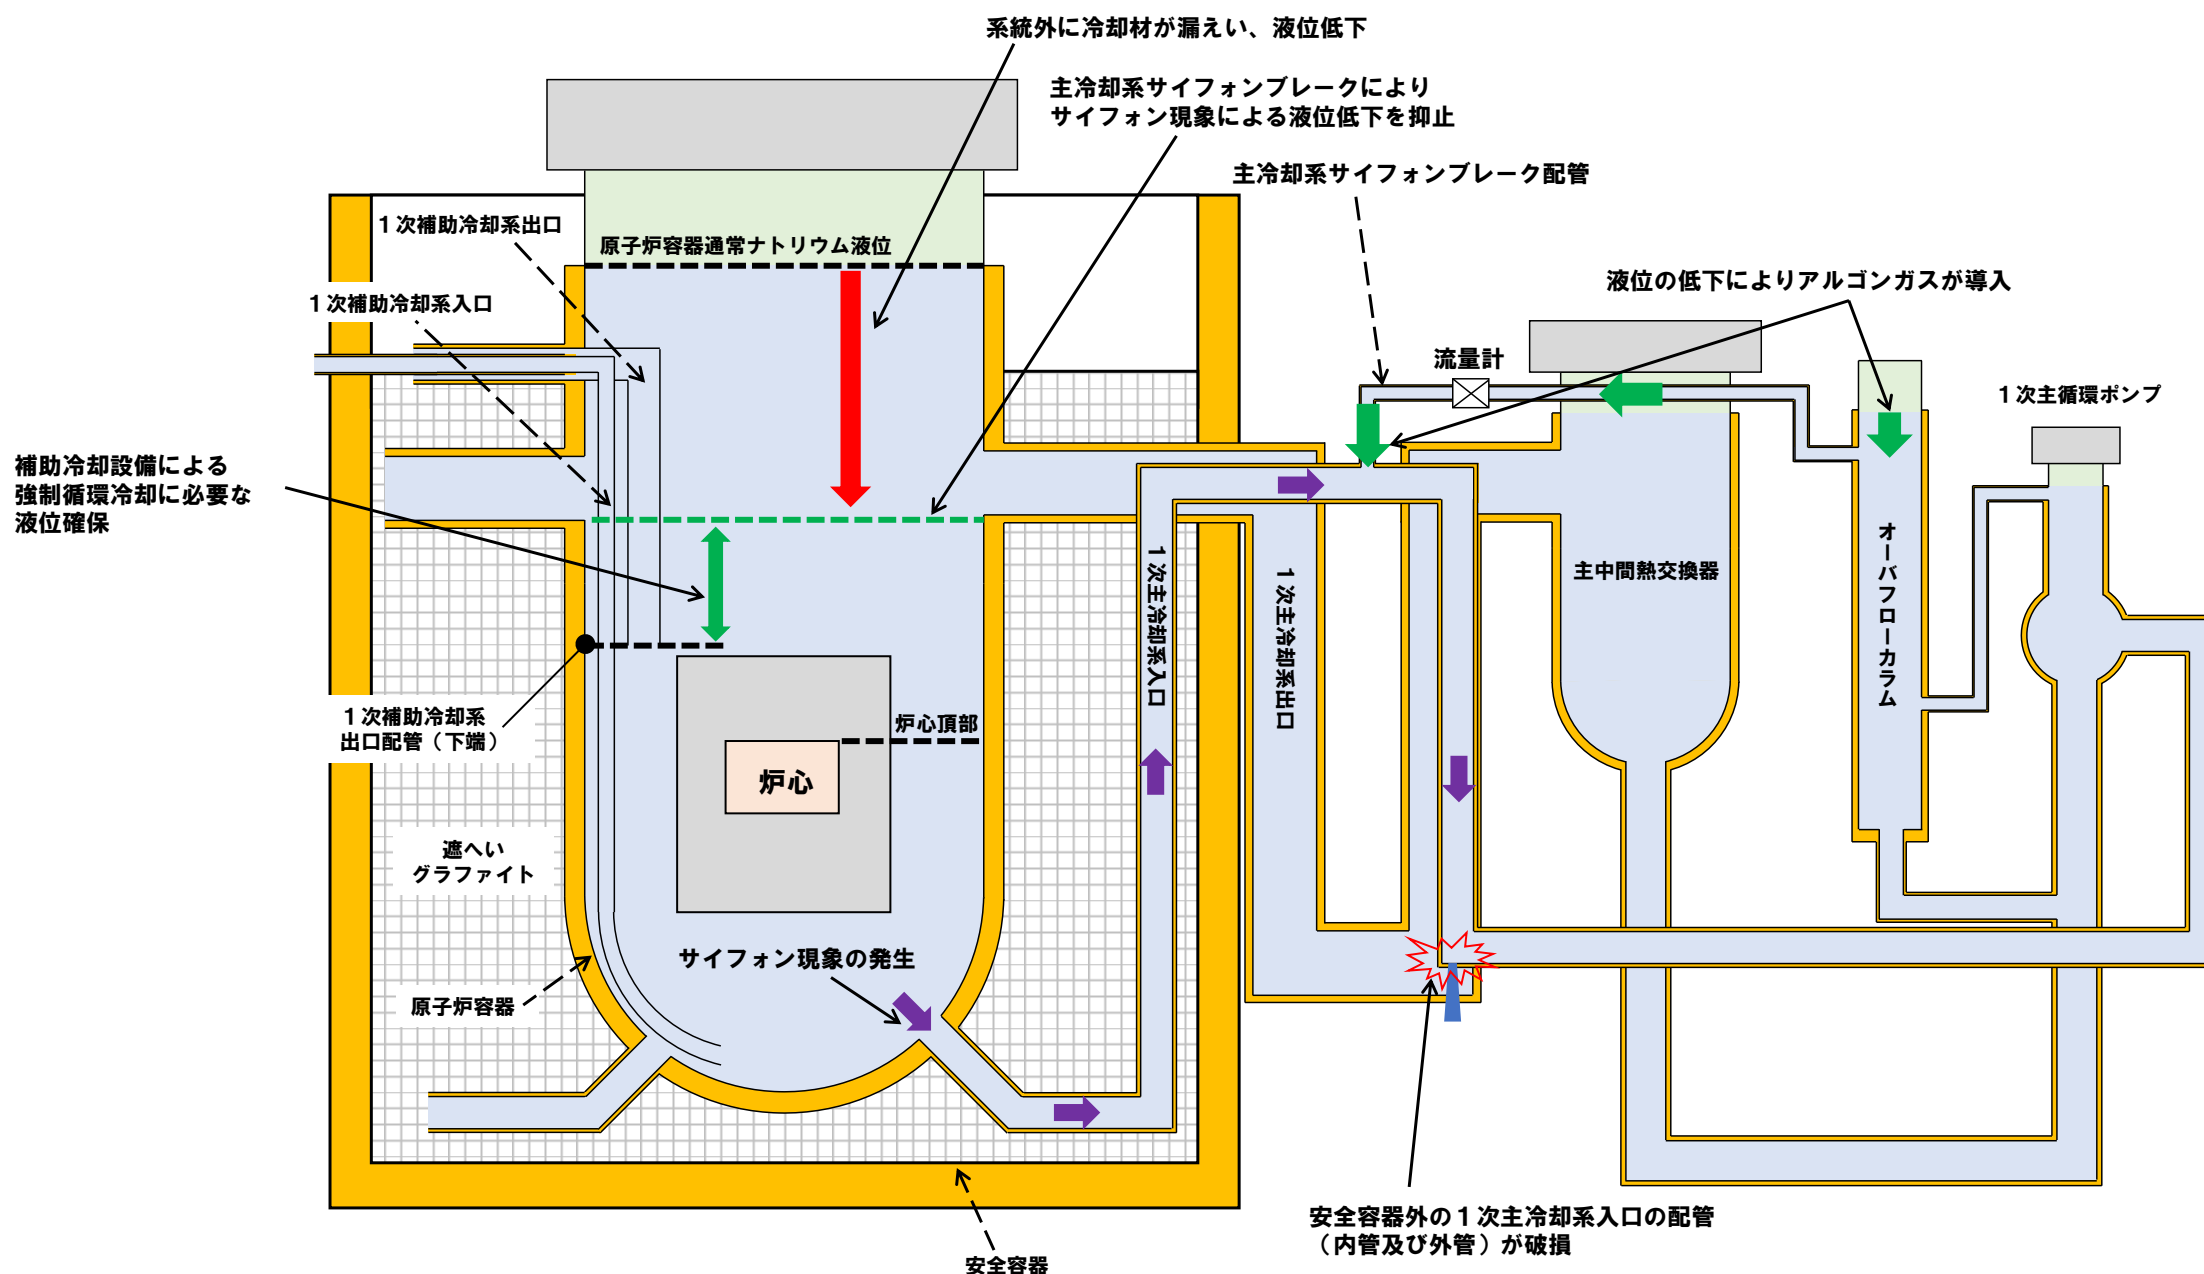 系統外に冷却材が漏えい、液位低下
主冷却系サイフォンブレークにより
サイフォン現象による液位低下を抑止
主冷却系サイフォンブレーク配管
１次補助冷却系出口
原子炉容器通常ナトリウム液位
１次補助冷却系入口
液位の低下によりアルゴンガスが導入
流量計
１次主循環ポンプ
補助冷却設備による
強制循環冷却に必要な
液位確保
１次主冷却系入口
１次主冷却系出口
主中間熱交換器
オーバフローカラム
１次補助冷却系
出口配管（下端）
炉心頂部
炉心
遮へい
グラファイト
サイフォン現象の発生
原子炉容器
安全容器外の１次主冷却系入口の配管
（内管及び外管）が破損
安全容器